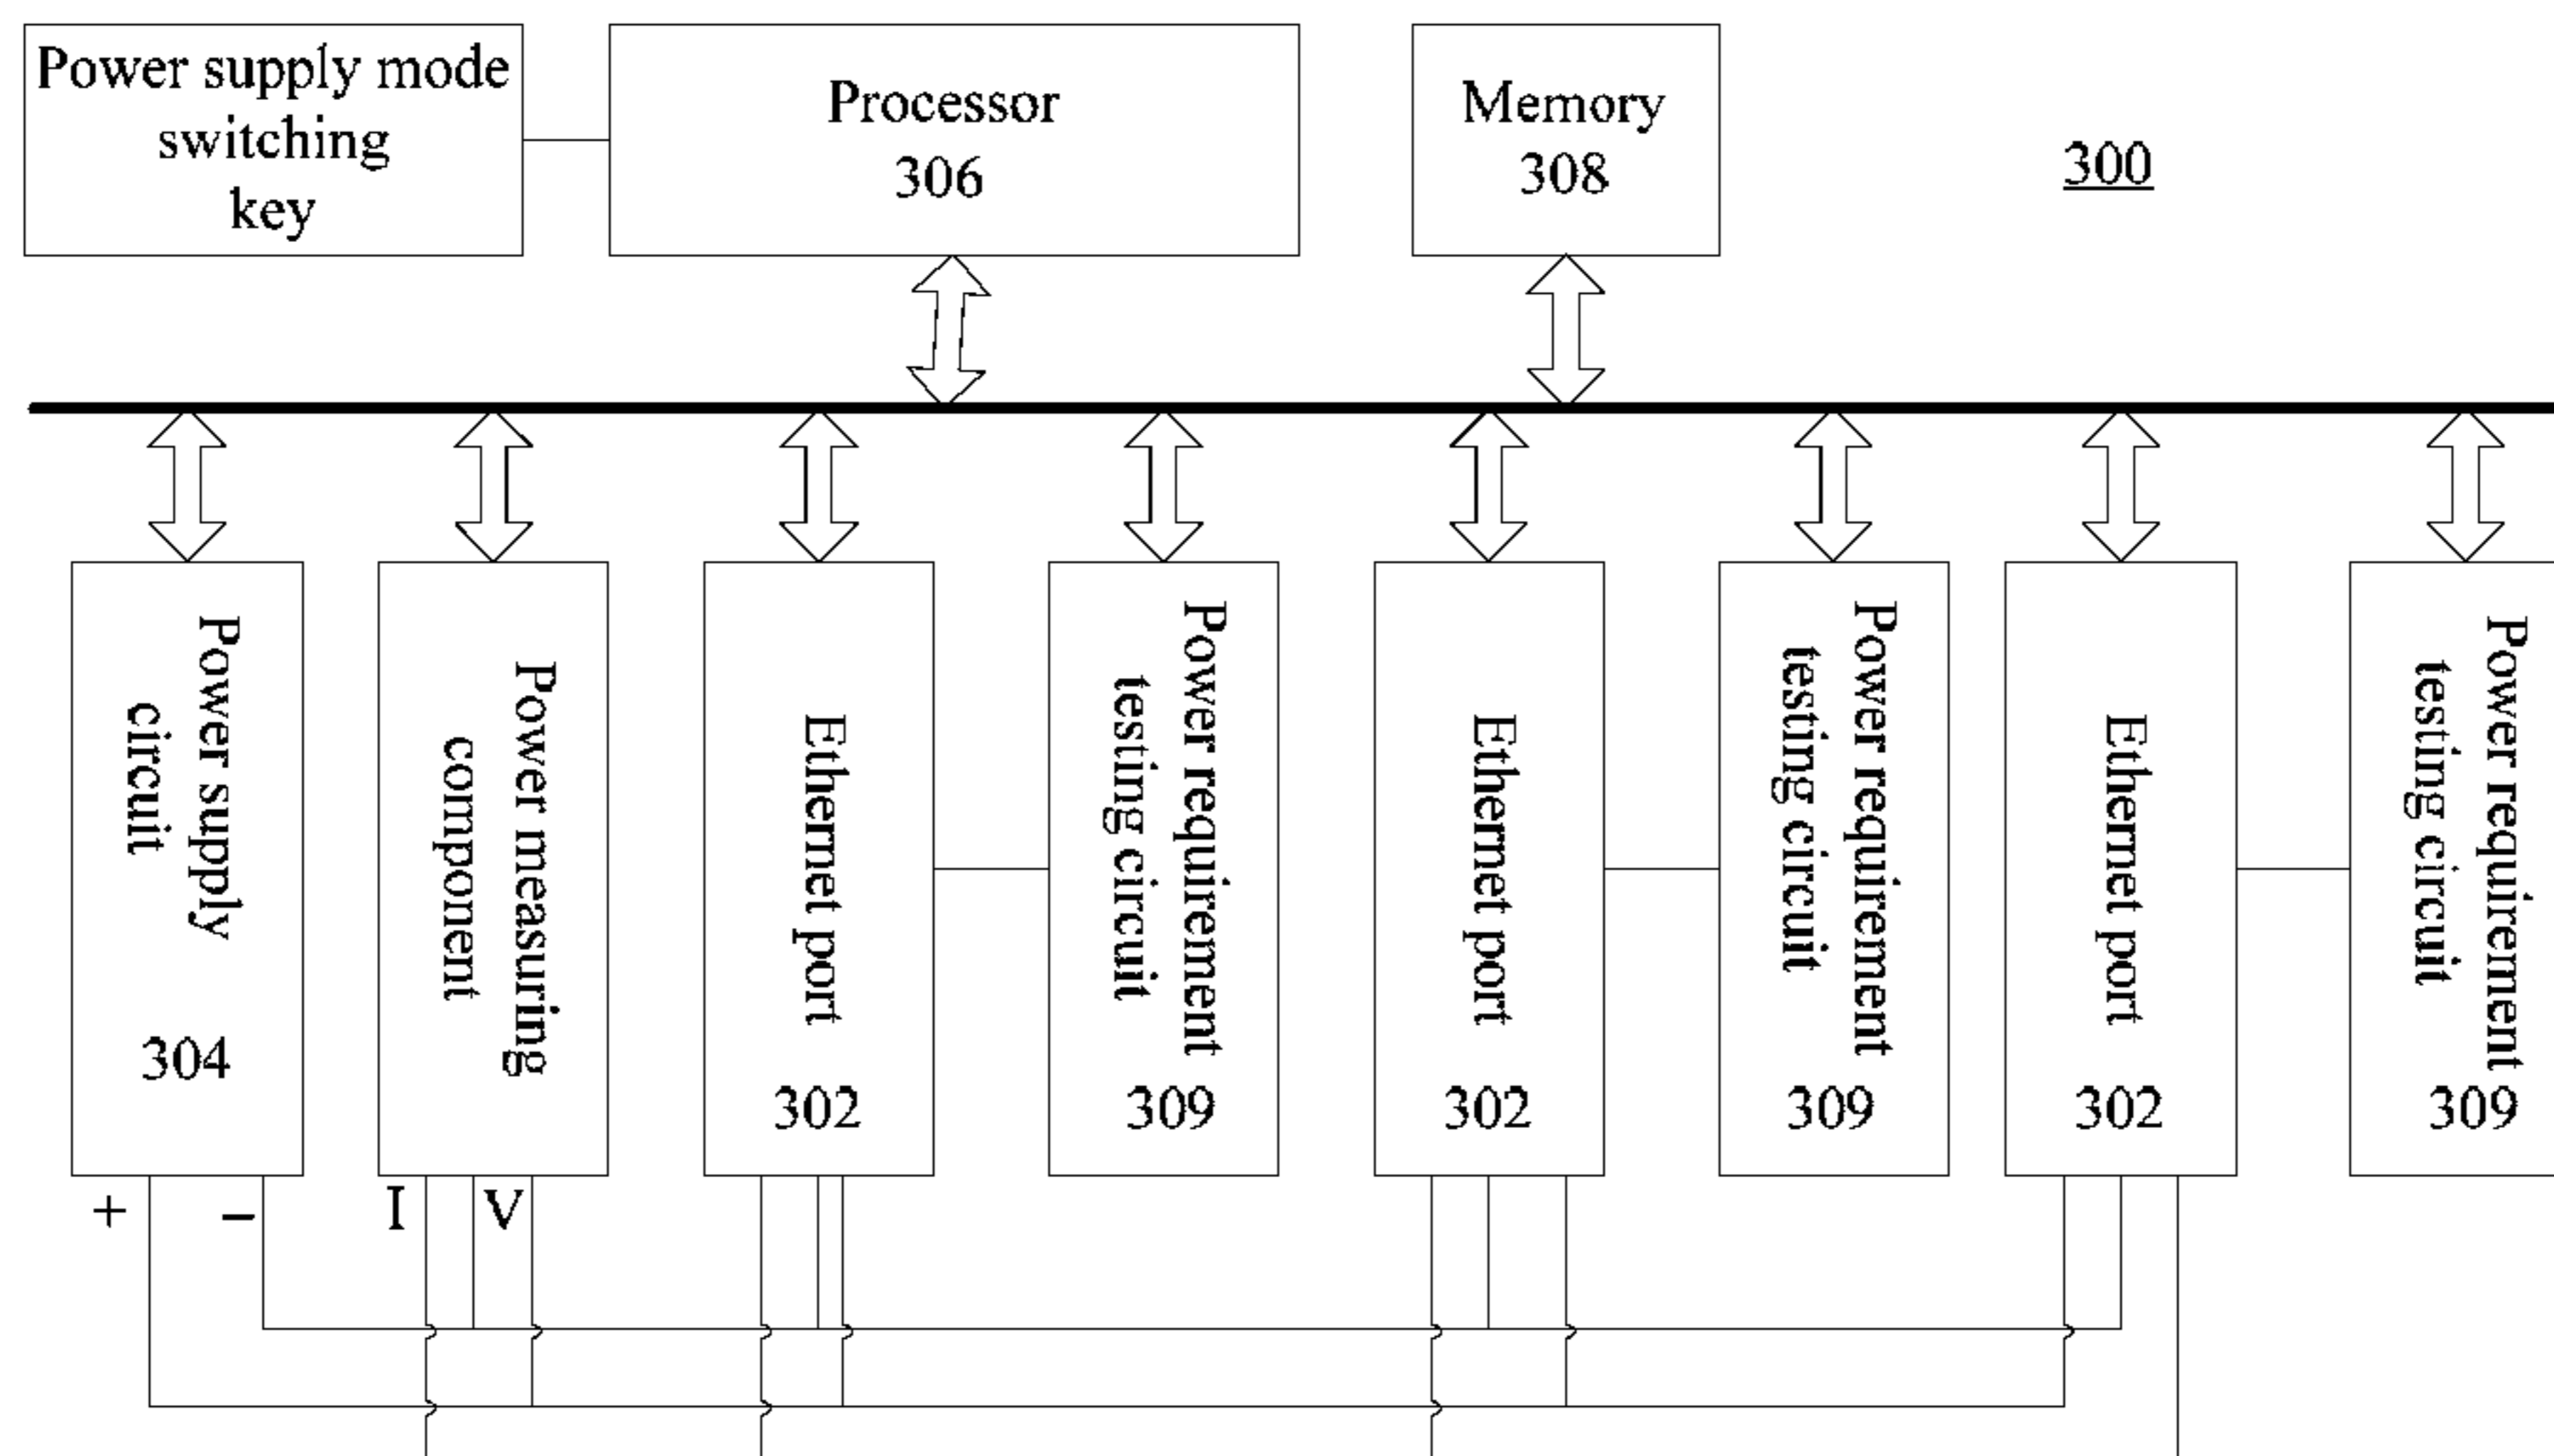 Power supply mode
switching
key
Processor
306
Memory
308
300
Power supply
circuit
304
Power measuring
component
Ethernet port
302
Power requirement
testing circuit
309
Ethernet port
302
Power requirement
testing circuit
309
Ethernet port
302
Power requirement
testing circuit
309
+
–
I
V